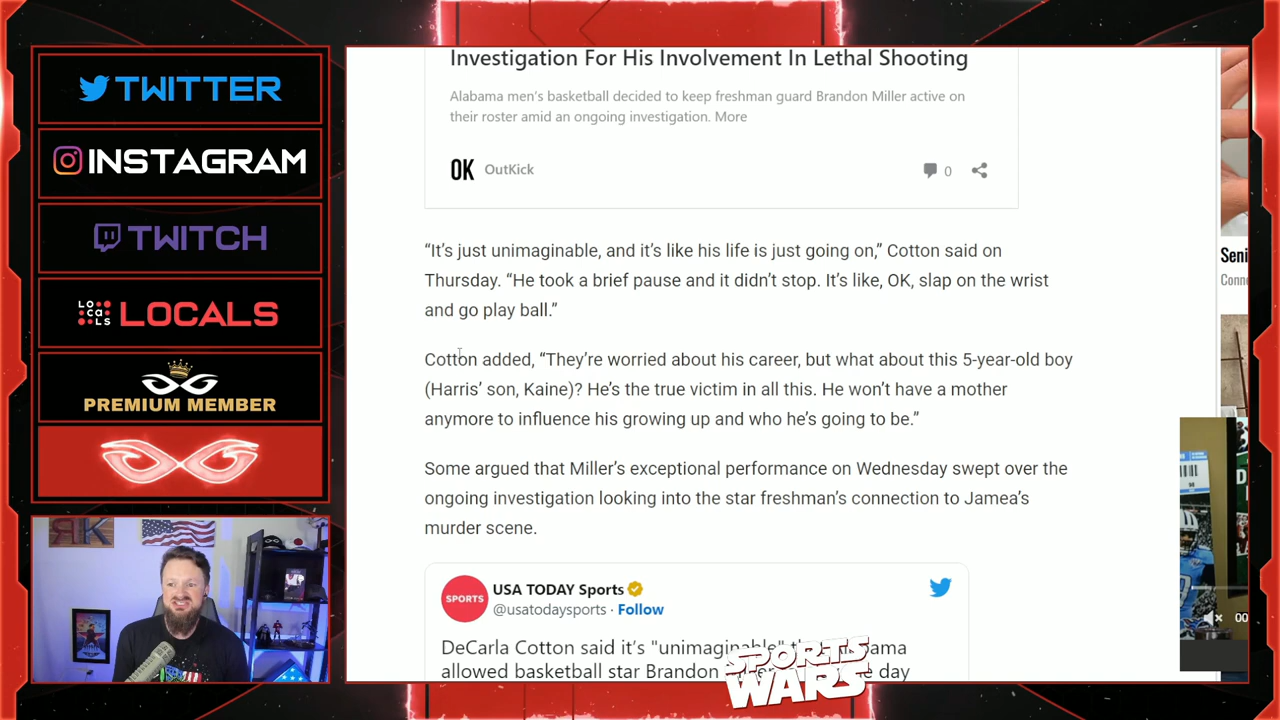 TWITTER
INSTAGRAM
TWITCH
LOCALS
LOCALS
PREMIUM MEMBER
RK
Investigation For His Involvement In Lethal Shooting
Alabama men's basketball decided to keep freshman guard Brandon Miller active on
their roster amid an ongoing investigation. More
OK OutKick
0
“It’s just unimaginable, and it’s like his life is just going on,” Cotton said on
Thursday. “He took a brief pause and it didn’t stop. It’s like, OK, slap on the wrist
and go play ball.”
Cotton added, “They’re worried about his career, but what about this 5-year-old boy
(Harris’ son, Kaine)? He’s the true victim in all this. He won’t have a mother
anymore to influence his growing up and who he’s going to be.”
Some argued that Miller’s exceptional performance on Wednesday swept over the
ongoing investigation looking into the star freshman’s connection to Jamea’s
murder scene.
SPORTS
USA TODAY Sports
@usatodaysports · Follow
DeCarla Cotton said it's "unimaginable"
allowed basketball star Brandon
day
SPORTS
WARS
Seni
Conn
00